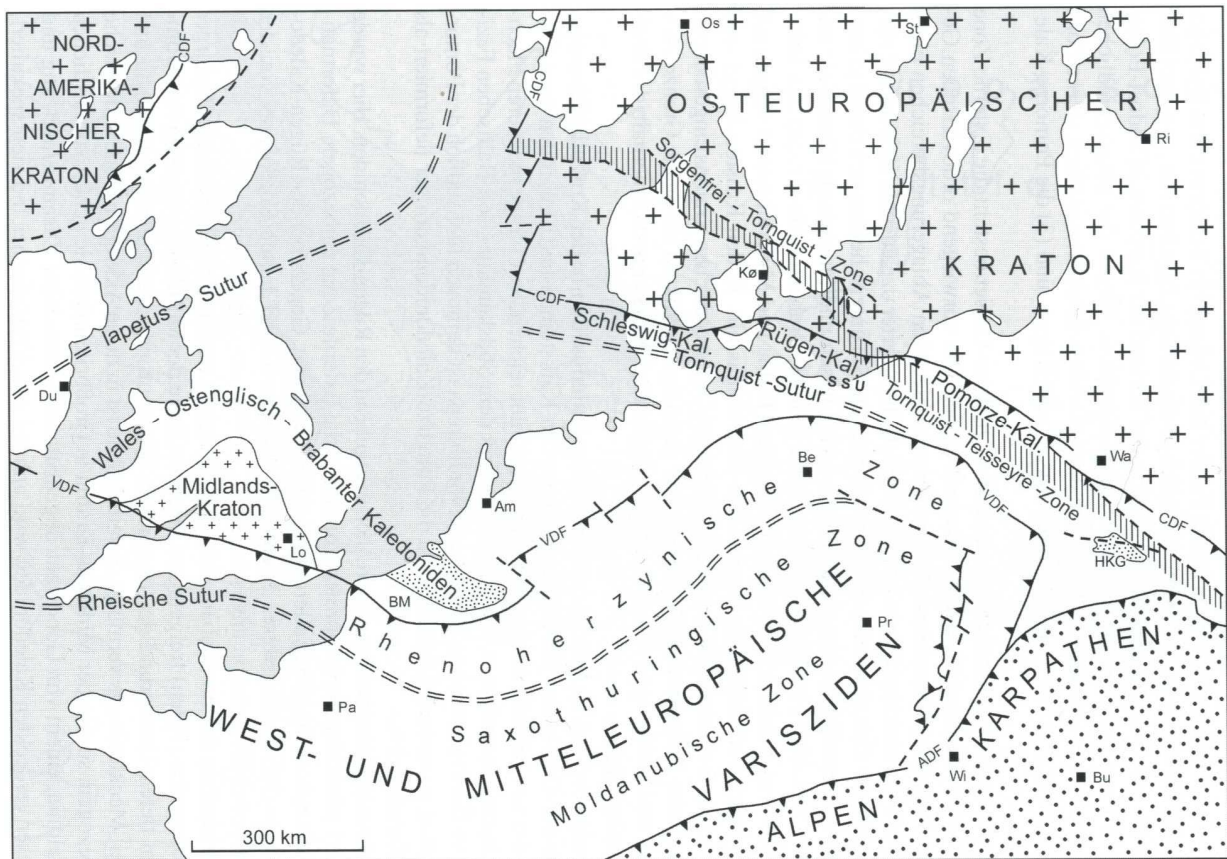 NORD-
AMERIKA-
NISCHER
KRATON
CDF
CDF
Os
St
OSTEUROPÄISCHER
KRATON
Ri
Sorgenfrei - Tornquist - Zone
Kø
CDF
Schleswig-Kal.
Rügen-Kal.
SSU
Tornquist -Sutur
Pomorze-Kal.
Tornquist - Teisseyre - Zone
Wa
CDF
Iapetus - Sutur
Du
Wales - Ostenglisch - Brabanter Kaledoniden
VDF
Midlands-
Kraton
Lo
Am
VDF
Be
VDF
HKG
BM
Rheische Sutur
Rhenoherzynische Zone
Saxothuringische Zone
WEST- UND MITTELEUROPÄISCHE
VARISZIDEN
Moldanubische Zone
Pr
Pa
ADF
Wi
Bu
KARPATHEN
ALPEN
300 km